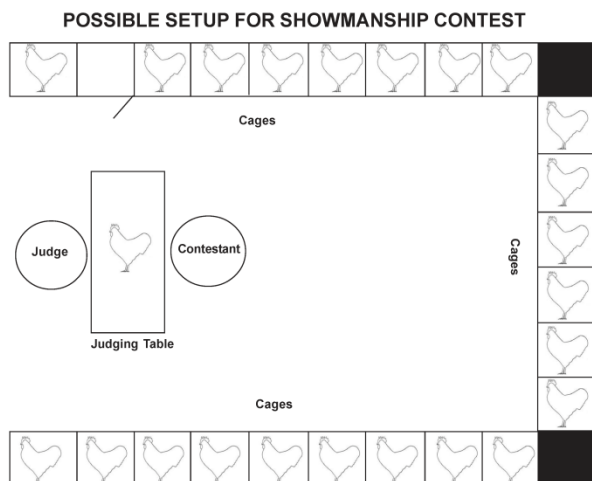 POSSIBLE SETUP FOR SHOWMANSHIP CONTEST
Cages
Judge
Contestant
Cages
Judging Table
Cages